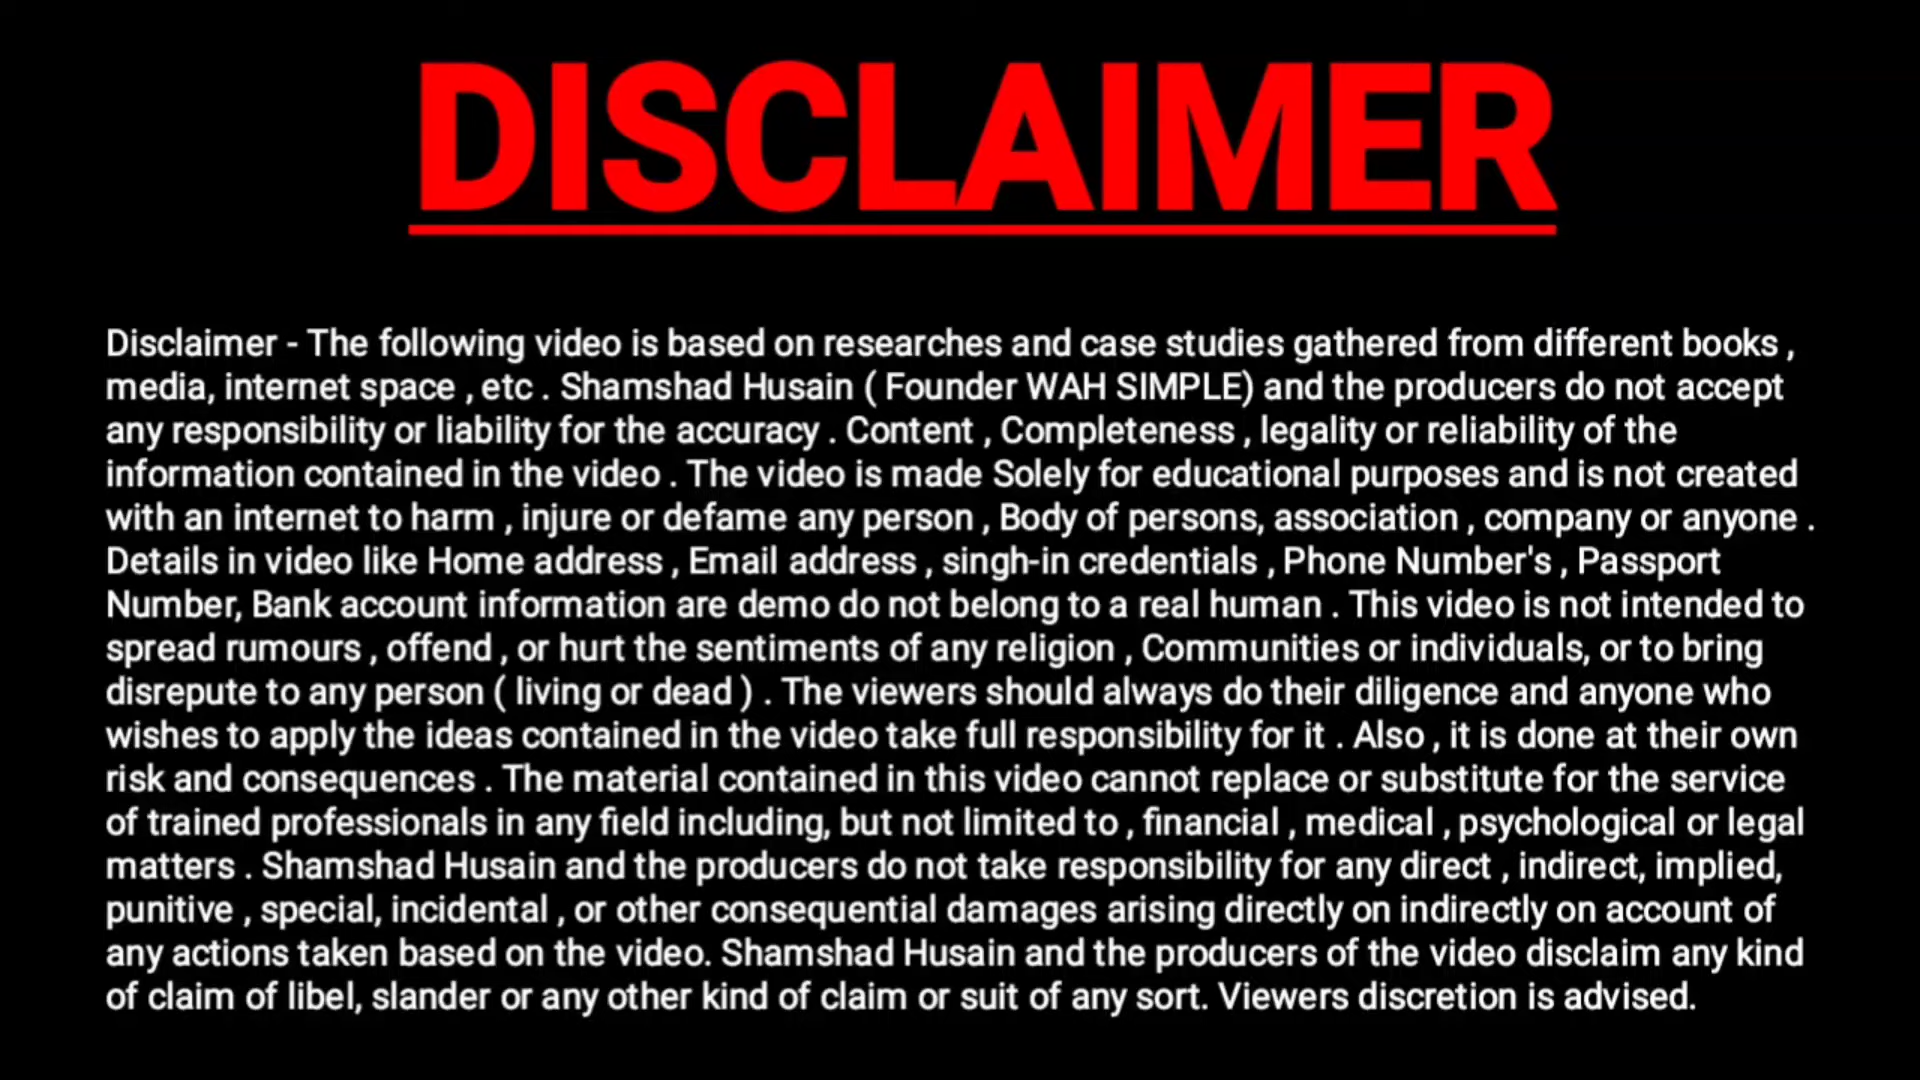 DISCLAIMER
Disclaimer - The following video is based on researches and case studies gathered from different books ,
media, internet space , etc . Shamshad Husain ( Founder WAH SIMPLE) and the producers do not accept
any responsibility or liability for the accuracy . Content , Completeness , legality or reliability of the
information contained in the video . The video is made Solely for educational purposes and is not created
with an internet to harm , injure or defame any person , Body of persons, association , company or anyone .
Details in video like Home address , Email address , singh-in credentials , Phone Number's , Passport
Number, Bank account information are demo do not belong to a real human . This video is not intended to
spread rumours , offend , or hurt the sentiments of any religion , Communities or individuals, or to bring
disrepute to any person ( living or dead ) . The viewers should always do their diligence and anyone who
wishes to apply the ideas contained in the video take full responsibility for it . Also , it is done at their own
risk and consequences . The material contained in this video cannot replace or substitute for the service
of trained professionals in any field including, but not limited to , financial , medical , psychological or legal
matters . Shamshad Husain and the producers do not take responsibility for any direct , indirect, implied,
punitive , special, incidental , or other consequential damages arising directly on indirectly on account of
any actions taken based on the video. Shamshad Husain and the producers of the video disclaim any kind
of claim of libel, slander or any other kind of claim or suit of any sort. Viewers discretion is advised.